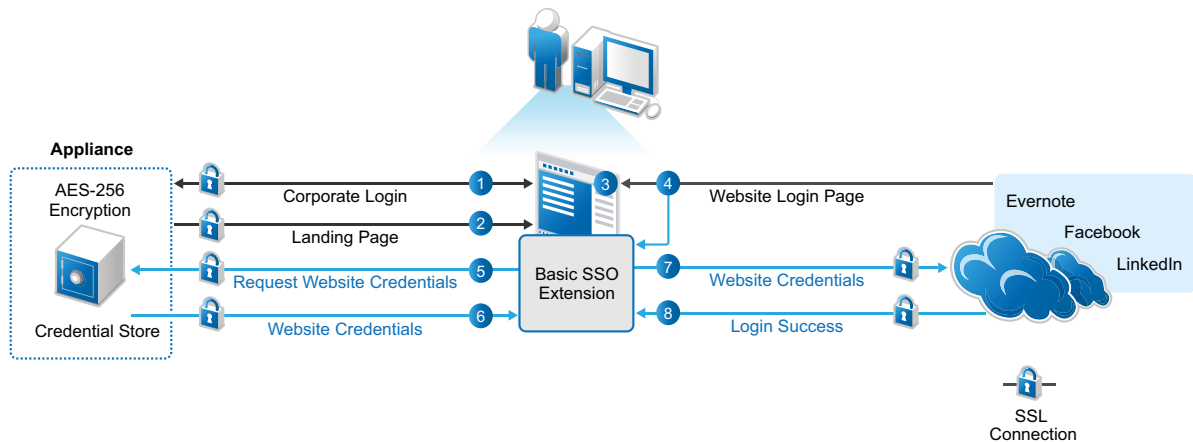 Appliance
AES-256
Encryption
Credential Store
1
Corporate Login
2
Landing Page
5
Request Website Credentials
6
Website Credentials
3
4
Website Login Page
Basic SSO
Extension
7
Website Credentials
8
Login Success
Evernote
Facebook
LinkedIn
SSL
Connection